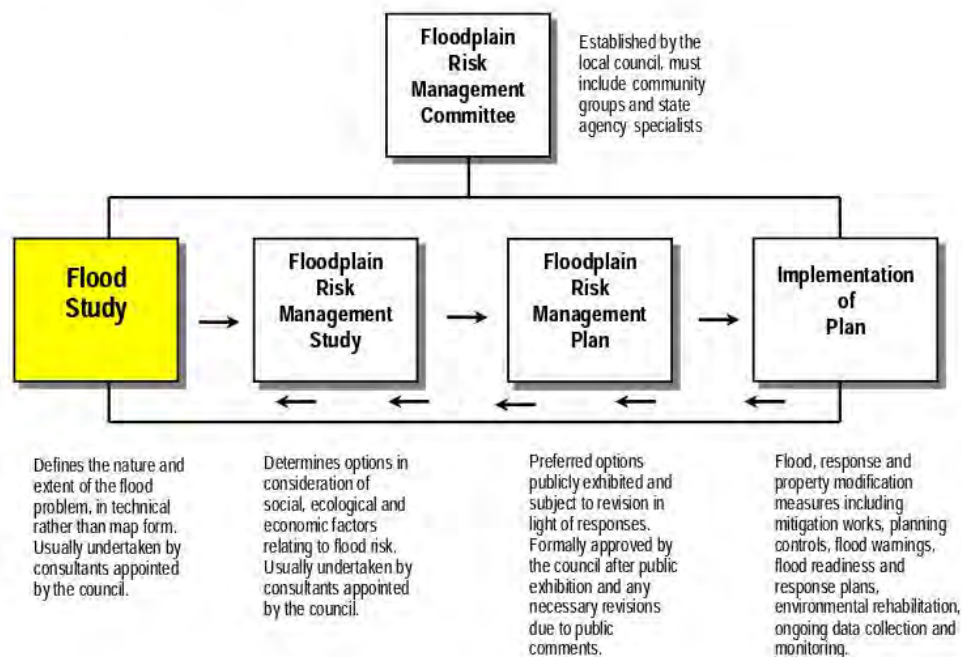 Floodplain
Risk
Management
Committee
Established by the
local council, must
include community
groups and state
agency specialists
Flood
Study
Floodplain
Risk
Management
Study
Floodplain
Risk
Management
Plan
Implementation
of
Plan
Defines the nature and
extent of the flood
problem, in technical
rather than map form.
Usually undertaken by
consultants appointed
by the council.
Determines options in
consideration of
social, ecological and
economic factors
relating to flood risk.
Usually undertaken by
consultants appointed
by the council.
Preferred options
publicly exhibited and
subject to revision in
light of responses.
Formally approved by
the council after public
exhibition and any
necessary revisions
due to public
comments.
Flood, response and
property modification
measures including
mitigation works, planning
controls, flood warnings,
flood readiness and
response plans,
environmental rehabilitation,
ongoing data collection and
monitoring.